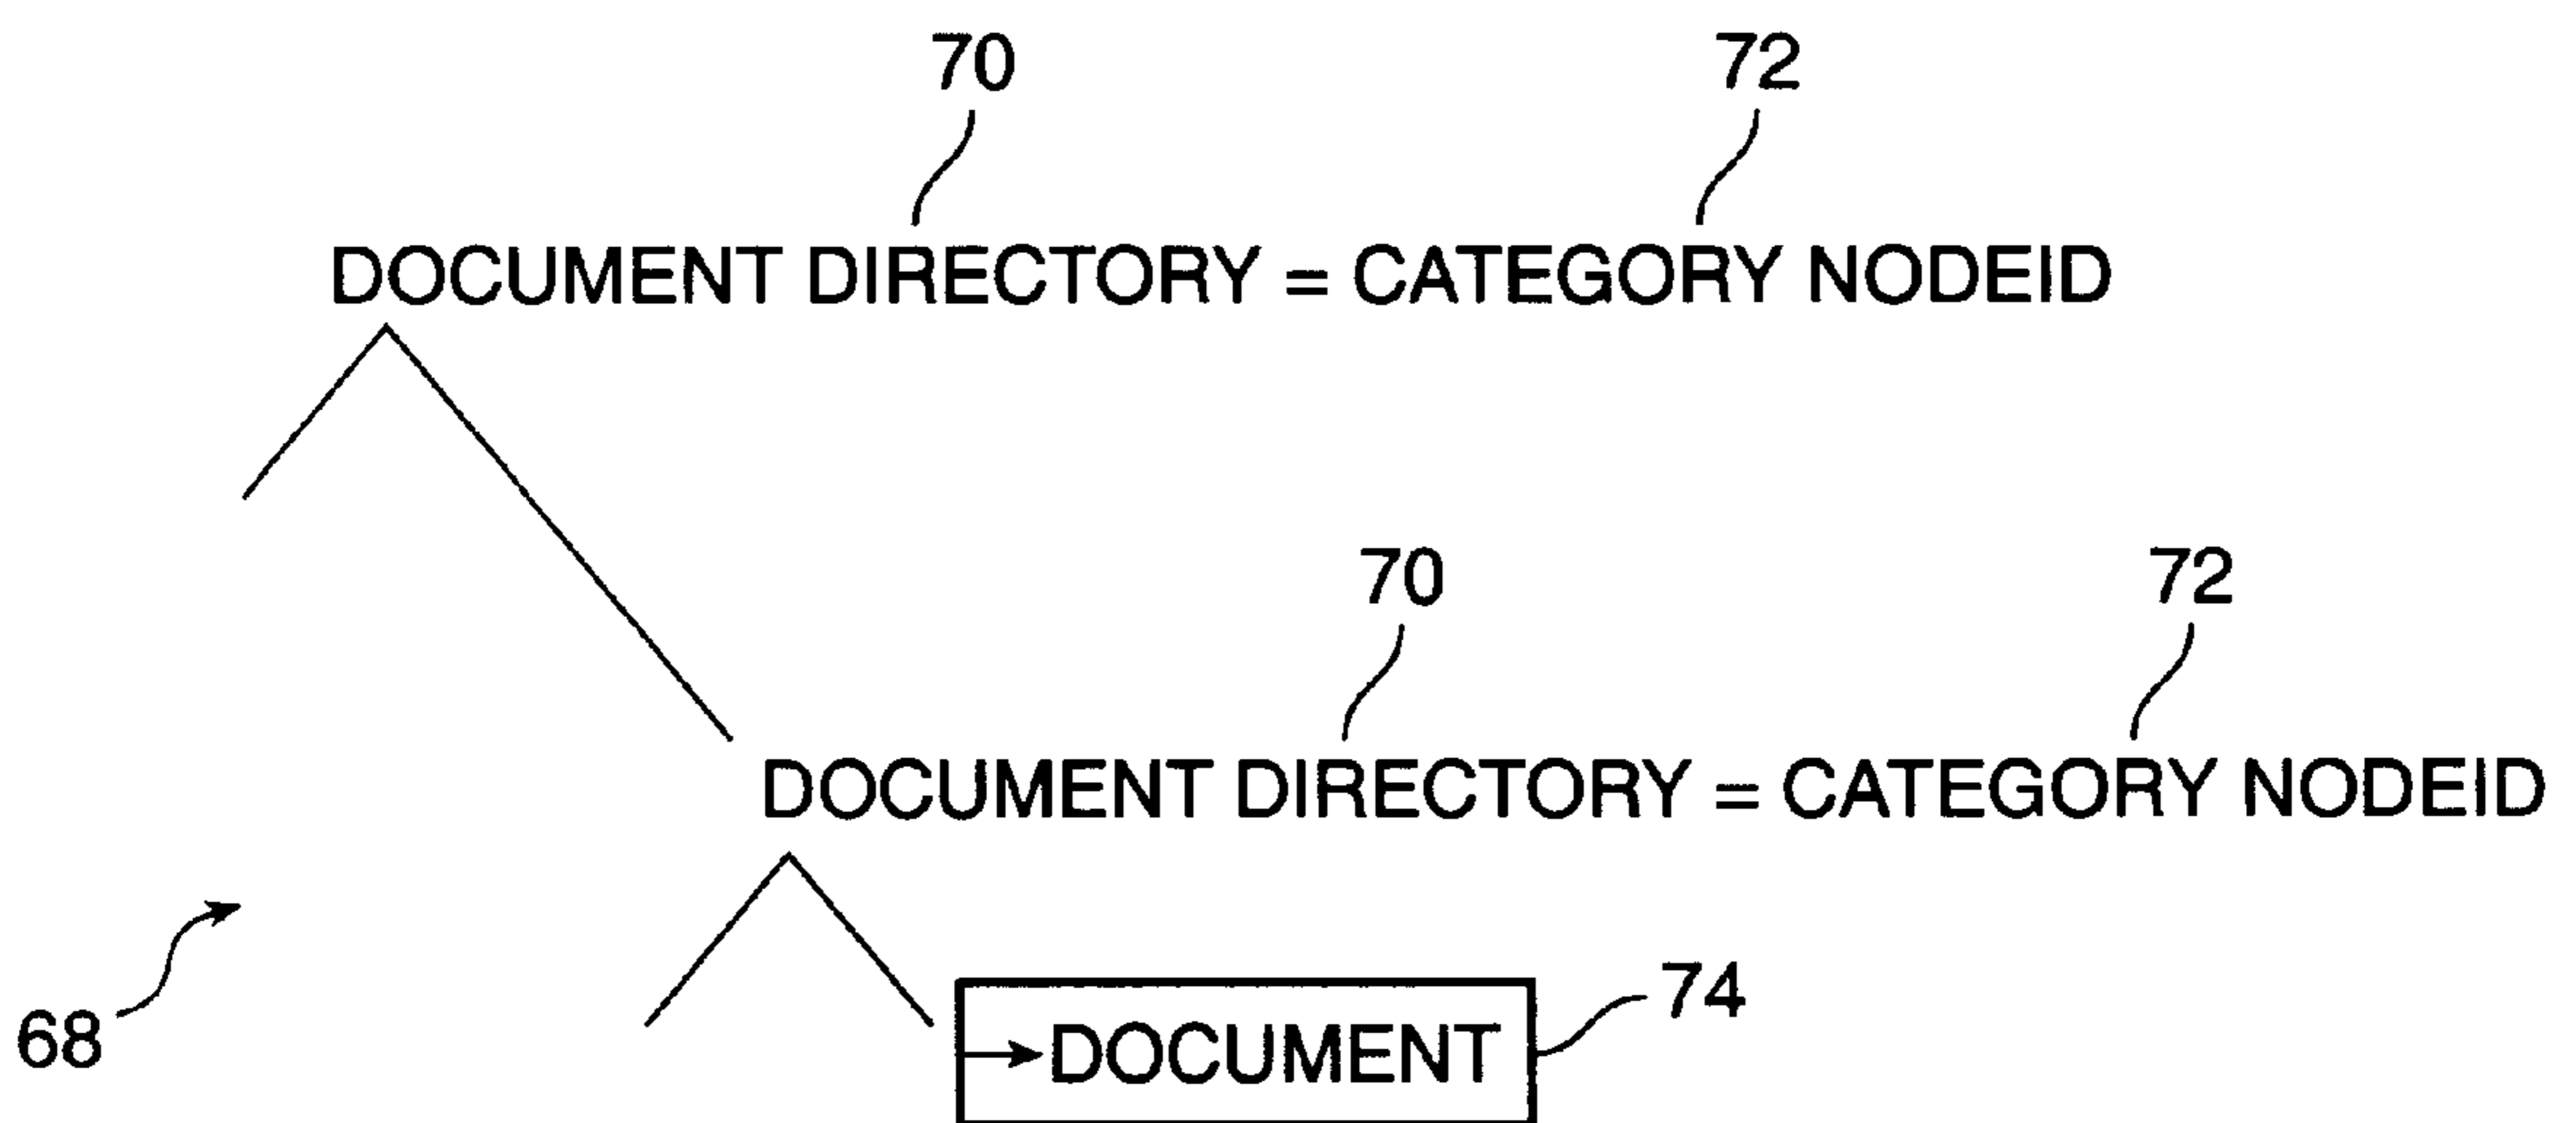 70 72
DOCUMENT DIRECTORY = CATEGORY NODEID
70 72
DOCUMENT DIRECTORY = CATEGORY NODEID
74
DOCUMENT
68